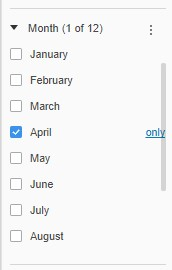 Month (1 of 12)
January
February
March
April only
May
June
July
August